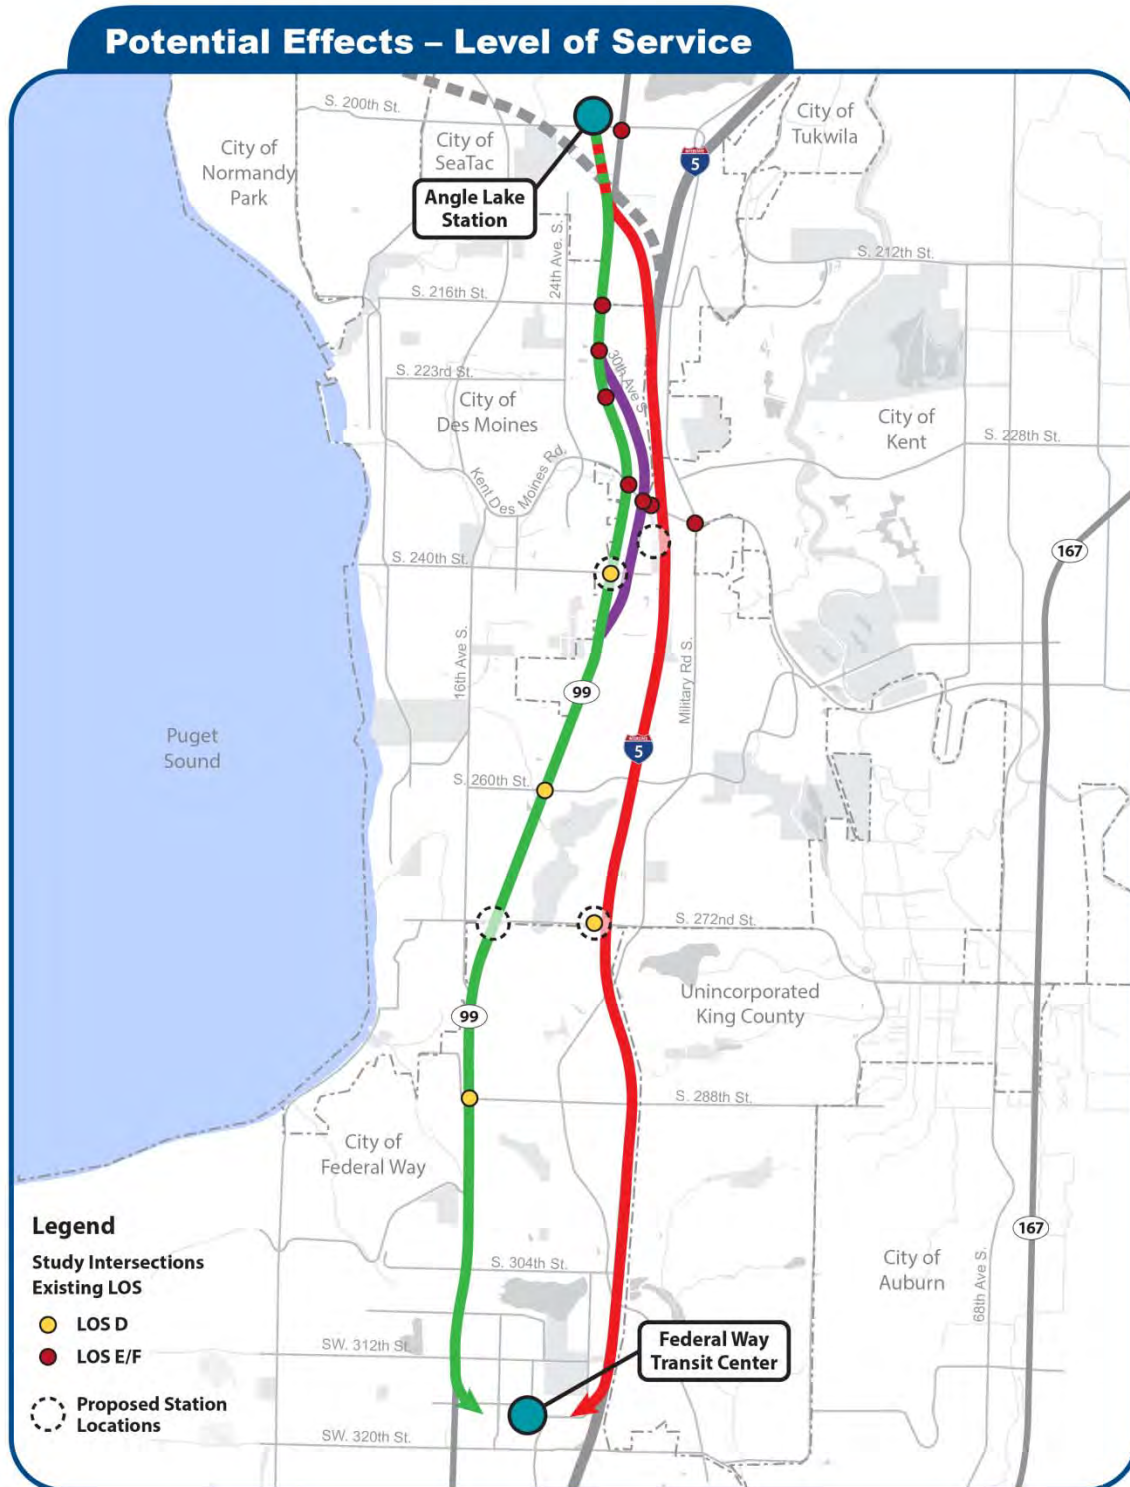 Potential Effects – Level of Service
S. 200th St.
City of
Normandy
Park
City of
SeaTac
City of
Tukwila
INTERSTATE
5
Angle Lake
Station
24th Ave. S.
S. 212th St.
S. 216th St.
30th Ave S
S. 223rd St.
City of
Des Moines
City of
Kent
S. 228th St.
Kent Des Moines Rd.
S. 240th St.
167
16th Ave S.
Military Rd S.
99
Puget
Sound
INTERSTATE
5
S. 260th St.
S. 272nd St.
Unincorporated
King County
99
S. 288th St.
City of
Federal Way
Legend
Study Intersections
Existing LOS
LOS D
LOS E/F
Proposed Station
Locations
S. 304th St.
City of
Auburn
68th Ave S.
167
SW. 312th St.
Federal Way
Transit Center
SW. 320th St.